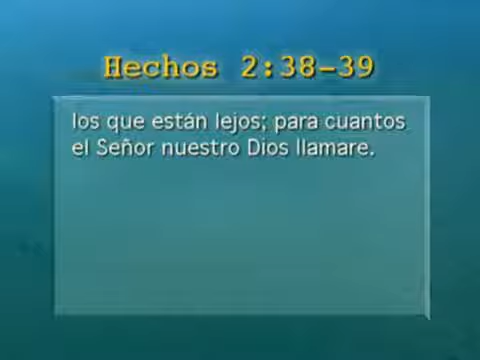 Hechos 2:38-39
los que están lejos; para cuantos
el Señor nuestro Dios llamare.